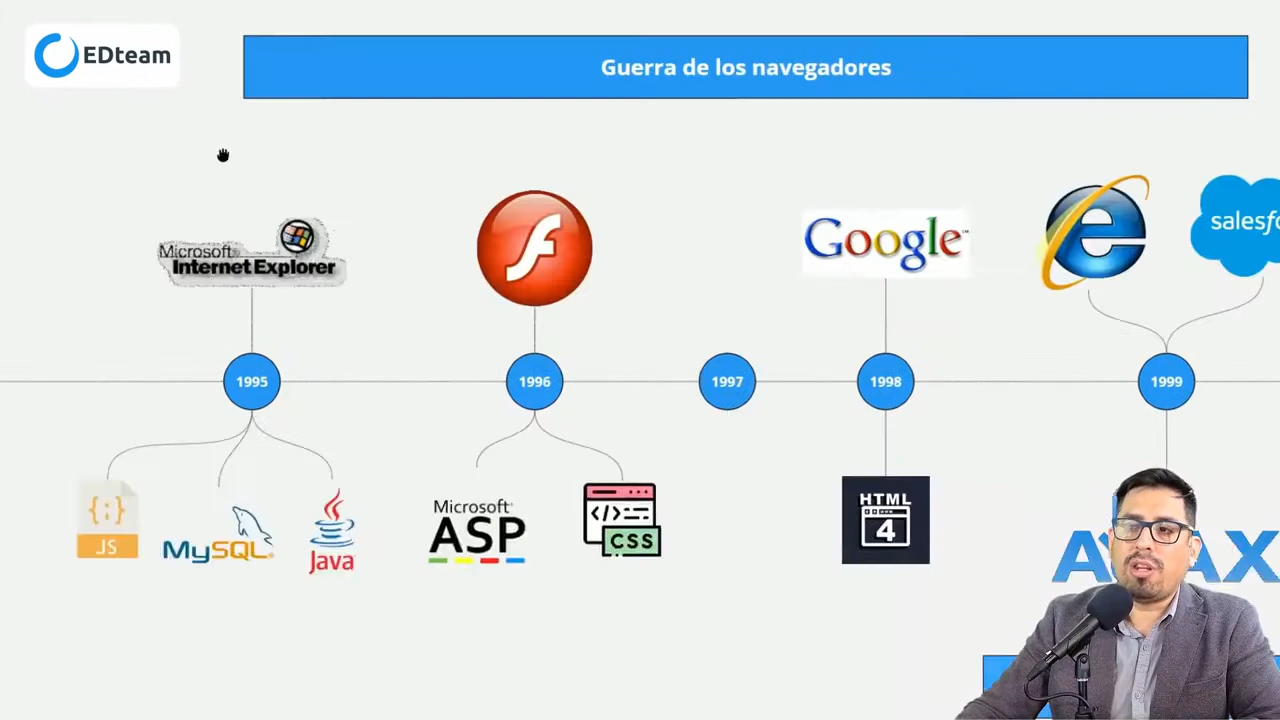 EDteam
Guerra de los navegadores
Microsoft
Internet Explorer
Google
salesfo
1995
1996
1997
1998
1999
{:}
JS
MySQL
Java
Microsoft
ASP
</>
CSS
HTML
4